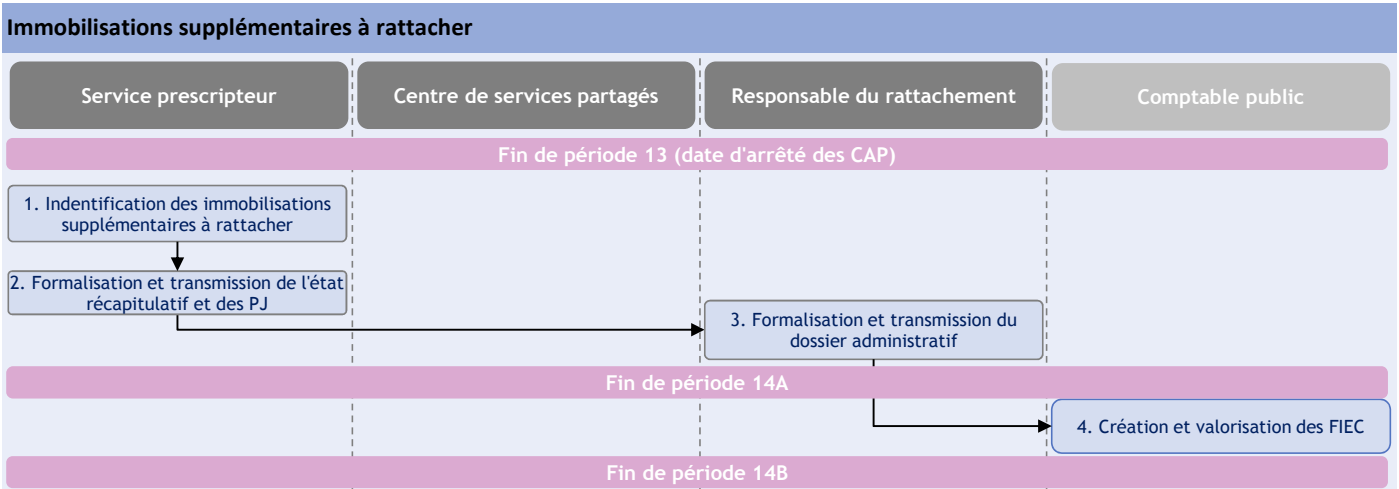 Immobilisations supplémentaires à rattacher
Service prescripteur
Centre de services partagés
Responsable du rattachement
Comptable public
Fin de période 13 (date d'arrêté des CAP)
1. Indentification des immobilisations
supplémentaires à rattacher
2. Formalisation et transmission de l'état
récapitulatif et des PJ
3. Formalisation et transmission du
dossier administratif
Fin de période 14A
4. Création et valorisation des FIEC
Fin de période 14B